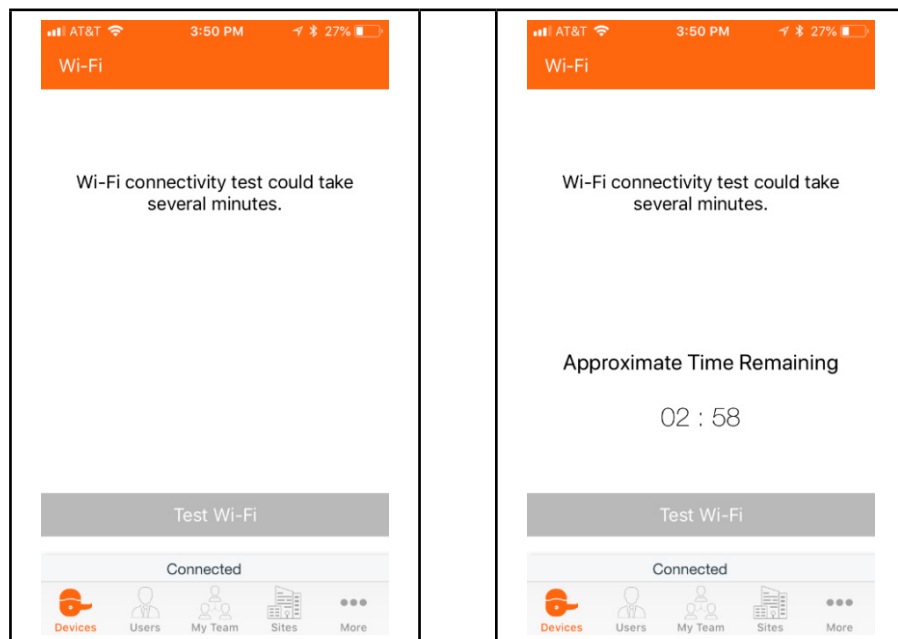 AT&T 3:50 PM 27%
Wi-Fi
Wi-Fi connectivity test could take
several minutes.
Test Wi-Fi
Connected
Devices Users My Team Sites More
AT&T 3:50 PM 27%
Wi-Fi
Wi-Fi connectivity test could take
several minutes.
Approximate Time Remaining
02 : 58
Test Wi-Fi
Connected
Devices Users My Team Sites More